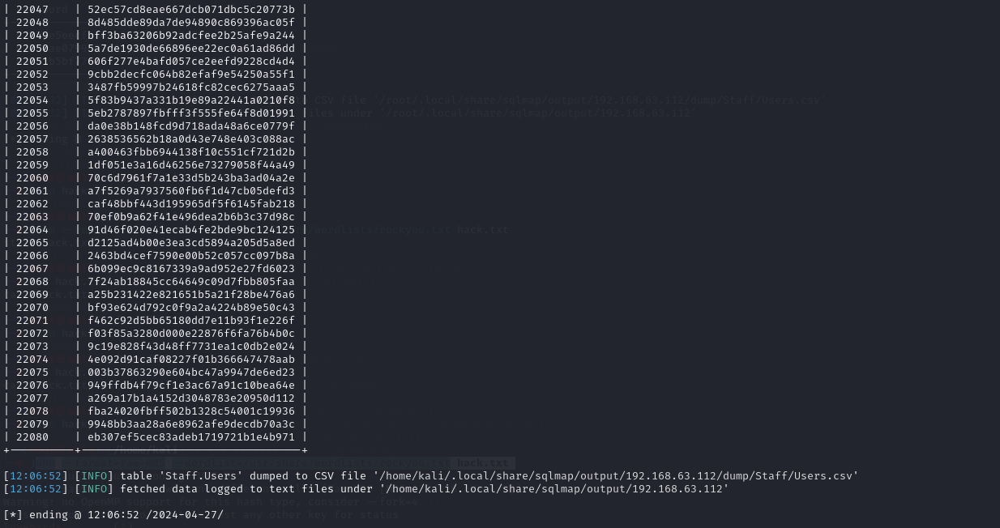 | 22047    | 52ec57cd8eae667dcb071dbc5c20773b |
| 22048    | 8d485dde89da7de94890c869396ac05f |
| 22049    | bff3ba63206b92adcfee2b25afe9a244 |
| 22050    | 5a7de1930de66896ee22ec0a61ad86dd |
| 22051    | 606f277e4bafd057ce2eefd9228cd4d4 |
| 22052    | 9cbb2decfc064b82efaf9e54250a55f1 |
| 22053    | 3487fb59997b24618fc82cec6275aaa5 |
| 22054    | 5f83b9437a331b19e89a22441a0210f8 |
| 22055    | 5eb2787897fbfff3f555fe64f8d01991 |
| 22056    | da0e38b148fcd9d718ada48a6ce0779f |
| 22057    | 2638536562b18a0d43e748e403c088ac |
| 22058    | a400463fbb6944138f10c551cf721d2b |
| 22059    | 1df051e3a16d46256e73279058f44a49 |
| 22060    | 70c6d7961f7a1e33d5b243ba3ad04a2e |
| 22061    | a7f5269a7937560fb6f1d47cb05defd3 |
| 22062    | caf48bbf443d195965df5f6145fab218 |
| 22063    | 70ef0b9a62f41e496dea2b6b3c37d98c |
| 22064    | 91d46f020e41ecab4fe2bde9bc124125 |
| 22065    | d2125ad4b00e3ea3cd5894a205d5a8ed |
| 22066    | 2463bd4cef7590e00b52c057cc097b8a |
| 22067    | 6b099ec9c8167339a9ad952e27fd6023 |
| 22068    | 7f24ab18845cc64649c09d7fbb805faa |
| 22069    | a25b231422e821651b5a21f28be476a6 |
| 22070    | bf93e624d792c0f9a2a4224b89e50c43 |
| 22071    | f462c92d5bb65180dd7e11b93f1e226f |
| 22072    | f03f85a3280d000e22876f6fa76b4b0c |
| 22073    | 9c19e828f43d48ff7731ea1c0db2e024 |
| 22074    | 4e092d91caf08227f01b366647478aab |
| 22075    | 003b37863290e604bc47a9947de6ed23 |
| 22076    | 949ffdb4f79cf1e3ac67a91c10bea64e |
| 22077    | a269a17b1a4152d3048783e20950d112 |
| 22078    | fba24020fbff502b1328c54001c19936 |
| 22079    | 9948bb3aa28a6e8962afe9decdb70a3c |
| 22080    | eb307ef5cec83adeb1719721b1e4b971 |
+----------+----------------------------------+
[12:06:52] [INFO] table 'Staff.Users' dumped to CSV file '/home/kali/.local/share/sqlmap/output/192.168.63.112/dump/Staff/Users.csv'
[12:06:52] [INFO] fetched data logged to text files under '/home/kali/.local/share/sqlmap/output/192.168.63.112'
[*] ending @ 12:06:52 /2024-04-27/